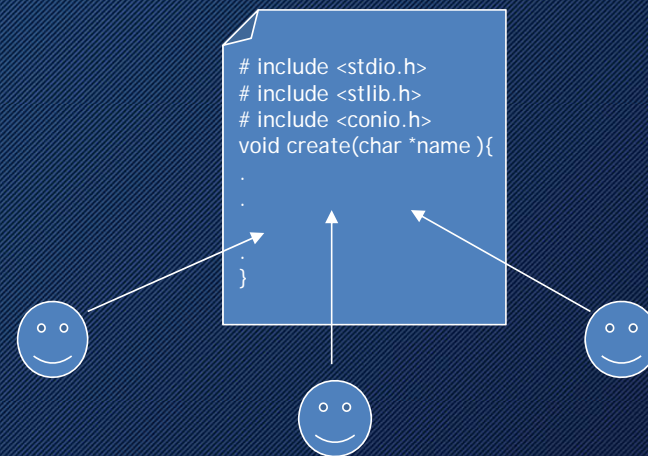 # include <stdio.h>
# include <stlib.h>
# include <conio.h>
void create(char *name ){
.
.
.
}